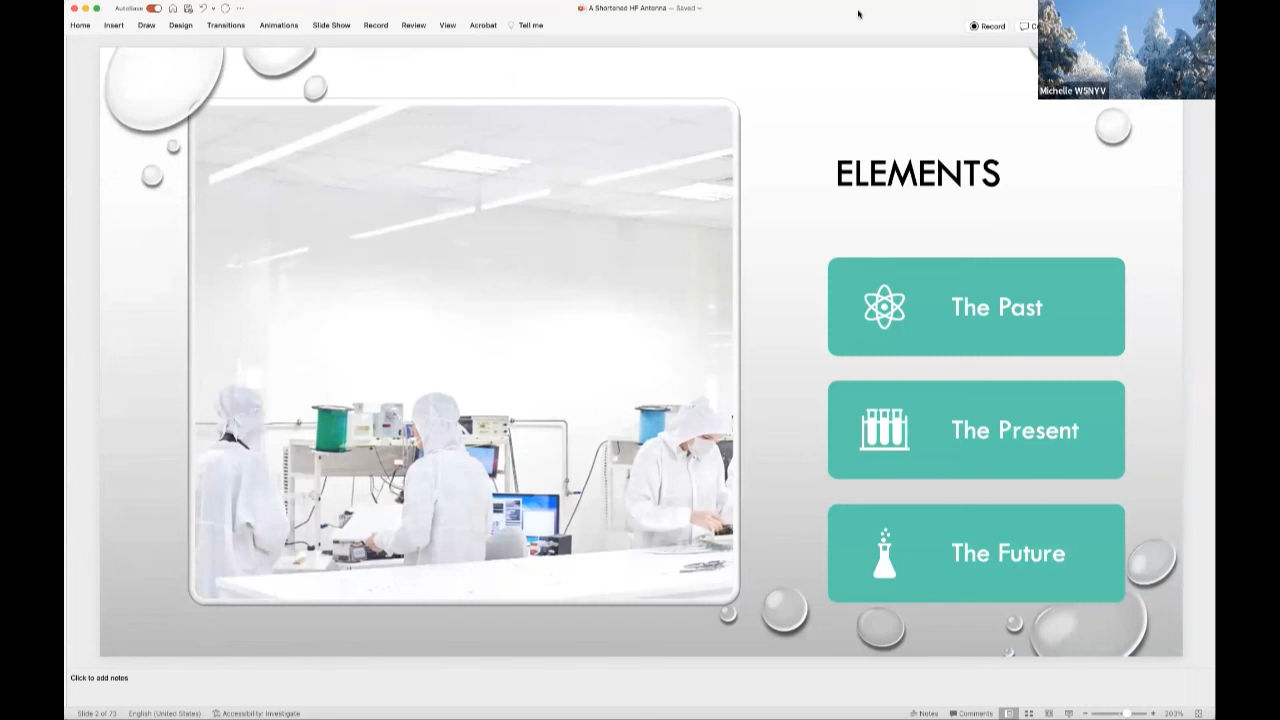 AutoSave
A Shortened HF Antenna — Saved
Home Insert Draw Design Transitions Animations Slide Show Record Review View Acrobat Tell me
Record
Michelle W5NYV
ELEMENTS
The Past
The Present
The Future
Click to add notes
Slide 2 of 73 English (United States) Accessibility: Investigate Notes Comments 203%